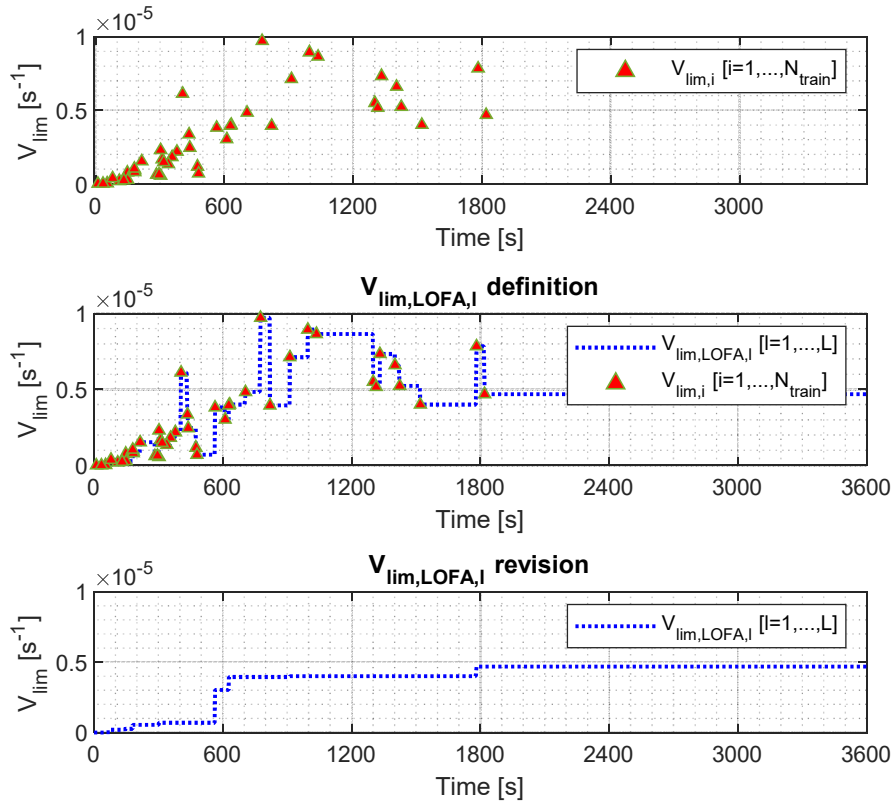 ×10^-5
1
0.5
0
V_lim [s^-1]
V_lim,i [i=1,...,N_train]
0 600 1200 1800 2400 3000
Time [s]
V_lim,LOFA,l definition
×10^-5
1
0.5
0
V_lim [s^-1]
V_lim,LOFA,l [l=1,...,L]
V_lim,i [i=1,...,N_train]
0 600 1200 1800 2400 3000 3600
Time [s]
V_lim,LOFA,l revision
×10^-5
1
0.5
0
V_lim [s^-1]
V_lim,LOFA,l [l=1,...,L]
0 600 1200 1800 2400 3000 3600
Time [s]